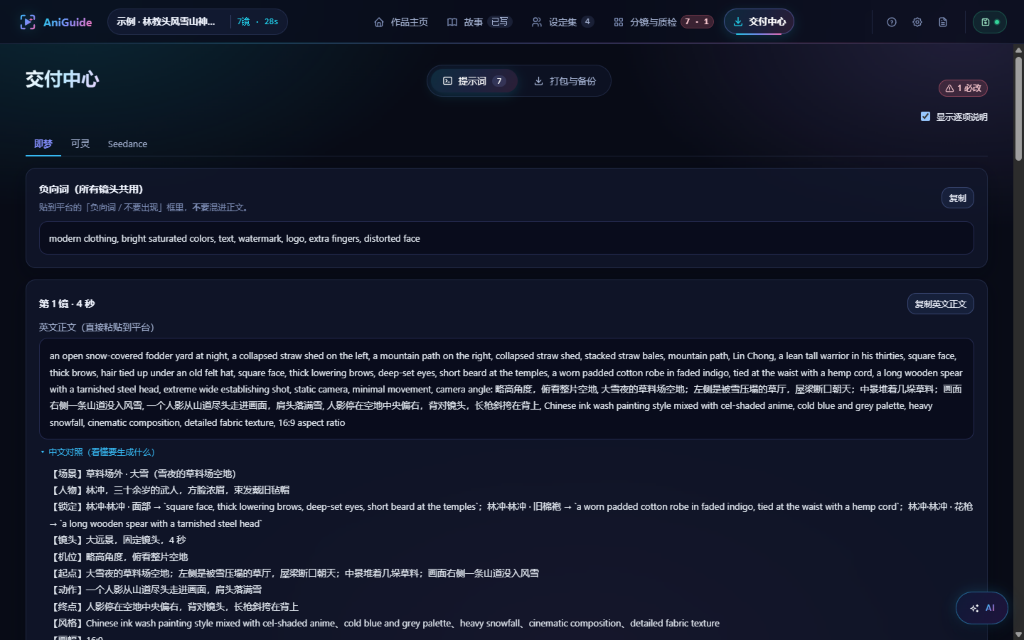 AniGuide
示例 · 林教头风雪山神...
7镜 · 28s
作品主页
故事 已写
设定集 4
分镜与质检 7 · 1
交付中心
交付中心
提示词 7
打包与备份
1 必改
显示逐项说明
即梦
可灵
Seedance
负向词（所有镜头共用）
贴到平台的「负向词 / 不要出现」框里，不要混进正文。
复制
modern clothing, bright saturated colors, text, watermark, logo, extra fingers, distorted face
第 1 镜 · 4 秒
复制英文正文
英文正文（直接粘贴到平台）
an open snow-covered fodder yard at night, a collapsed straw shed on the left, a mountain path on the right, collapsed straw shed, stacked straw bales, mountain path, Lin Chong, a lean tall warrior in his thirties, square face,
thick brows, hair tied up under an old felt hat, square face, thick lowering brows, deep-set eyes, short beard at the temples, a worn padded cotton robe in faded indigo, tied at the waist with a hemp cord, a long wooden spear
with a tarnished steel head, extreme wide establishing shot, static camera, minimal movement, camera angle: 略高角度，俯看整片空地, 大雪夜的草料场空地；左侧是被雪压塌的草厅，屋梁断口朝天；中景堆着几垛草料；画面
右侧一条山道没入风雪, 一个人影从山道尽头走进画面，肩头落满雪, 人影停在空地中央偏右，背对镜头，长枪斜挎在背上, Chinese ink wash painting style mixed with cel-shaded anime, cold blue and grey palette, heavy
snowfall, cinematic composition, detailed fabric texture, 16:9 aspect ratio
中文对照（看懂要生成什么）
【场景】草料场外 · 大雪（雪夜的草料场空地）
【人物】林冲，三十余岁的武人，方脸浓眉，束发戴旧毡帽
【锁定】林冲·林冲 · 面部 → `square face, thick lowering brows, deep-set eyes, short beard at the temples`；林冲·林冲 · 旧棉袍 → `a worn padded cotton robe in faded indigo, tied at the waist with a hemp cord`；林冲·林冲 · 花枪
→ `a long wooden spear with a tarnished steel head`
【镜头】大远景，固定镜头，4 秒
【机位】略高角度，俯看整片空地
【起点】大雪夜的草料场空地；左侧是被雪压塌的草厅，屋梁断口朝天；中景堆着几垛草料；画面右侧一条山道没入风雪
【动作】一个人影从山道尽头走进画面，肩头落满雪
【终点】人影停在空地中央偏右，背对镜头，长枪斜挎在背上
【风格】Chinese ink wash painting style mixed with cel-shaded anime、cold blue and grey palette、heavy snowfall、cinematic composition、detailed fabric texture
AI
【画幅】16:9